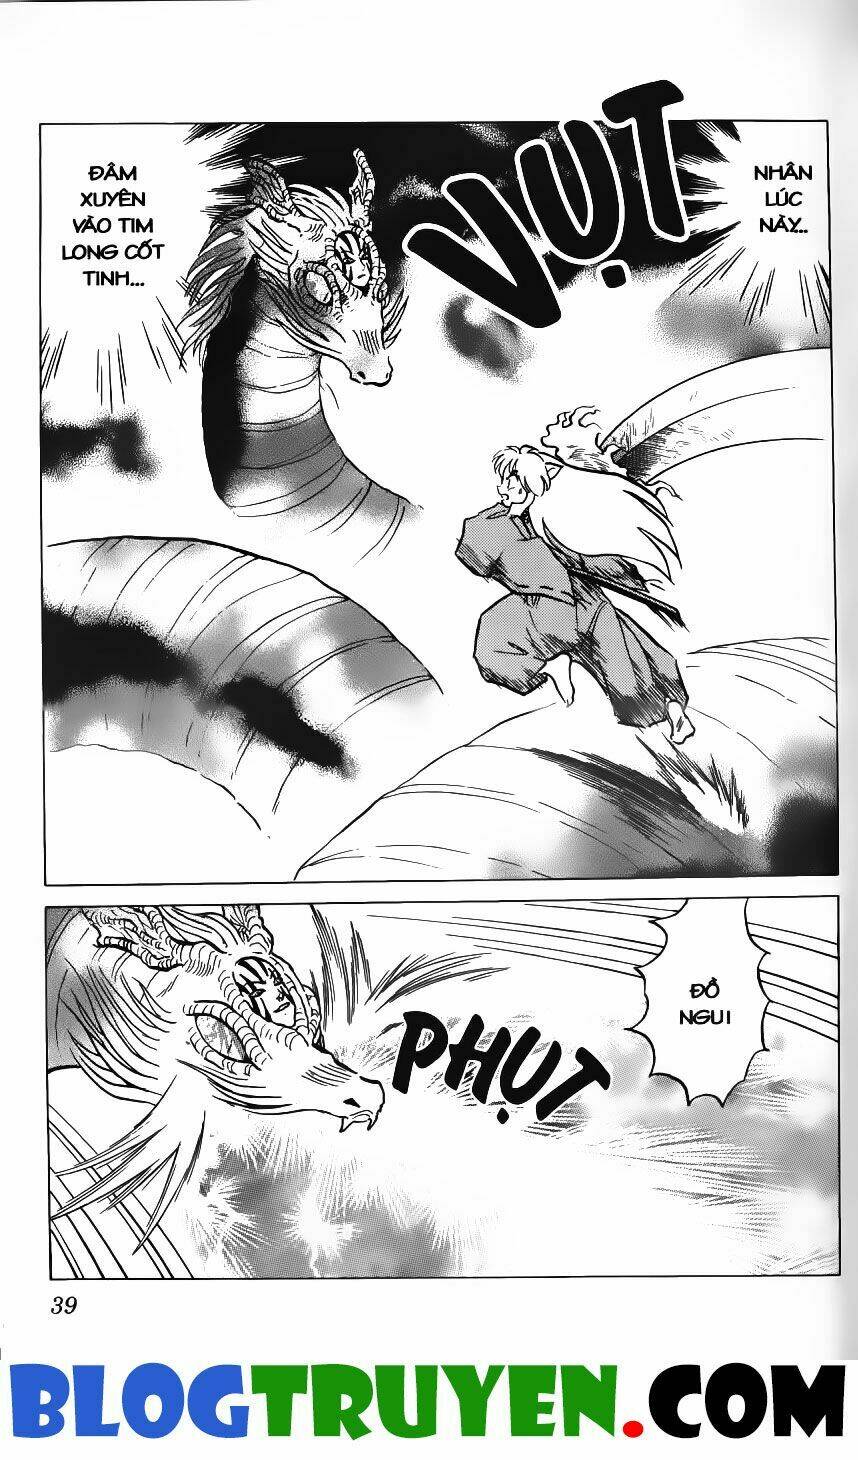 NHÂN
LÚC
NÀY...
VỤT
ĐÂM
XUYÊN
VÀO TIM
LONG CỐT
TINH...
ĐỒ
NGU!
PHỤT
39
BLOGTRUYEN.COM